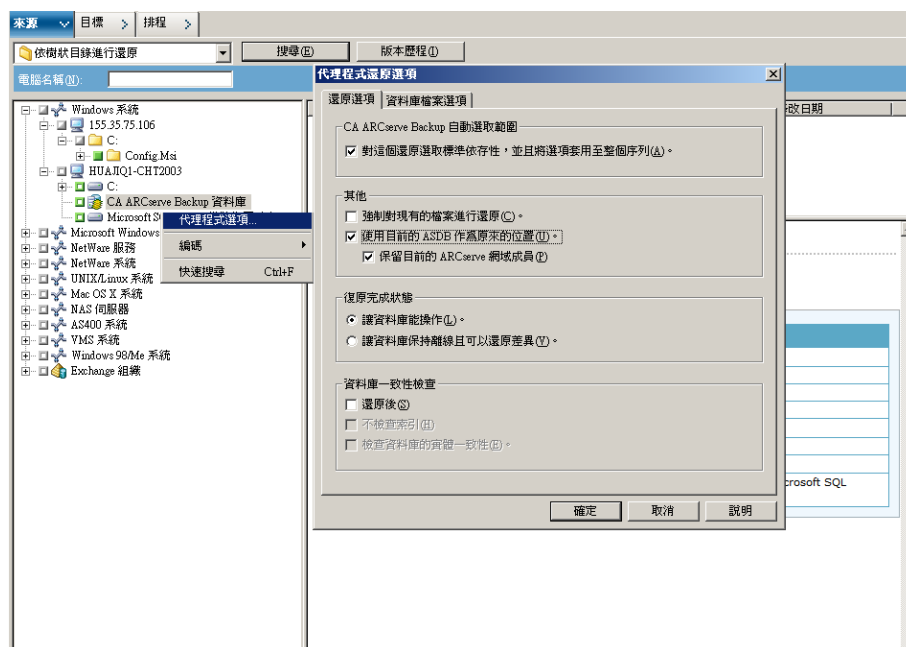 來源
目標
排程
依樹狀目錄進行還原
搜尋(E)
版本歷程(I)
電腦名稱(N):
改日期
Windows 系統
155.35.75.106
C:
Config.Msi
HUAJIQ1-CHT2003
C:
CA ARCserve Backup 資料庫
Microsoft S
Microsoft Windows
NetWare 服務
NetWare 系統
UNIX/Linux 系統
Mac OS X 系統
NAS 伺服器
AS400 系統
VMS 系統
Windows 98/Me 系統
Exchange 組織
代理程式選項...
編碼
快速搜尋 Ctrl+F
代理程式還原選項
還原選項
資料庫檔案選項
CA ARCserve Backup 自動選取範圍
對這個還原選取標準依存性，並且將選項套用至整個序列(A)。
其他
強制對現有的檔案進行還原(C)。
使用目前的 ASDB 作為原來的位置(U)。
保留目前的 ARCserve 網域成員(P)
復原完成狀態
讓資料庫能操作(L)。
讓資料庫保持離線且可以還原差異(V)。
資料庫一致性檢查
還原後(S)
不檢查索引(H)
檢查資料庫的實體一致性(E)。
確定
取消
說明
crosoft SQL